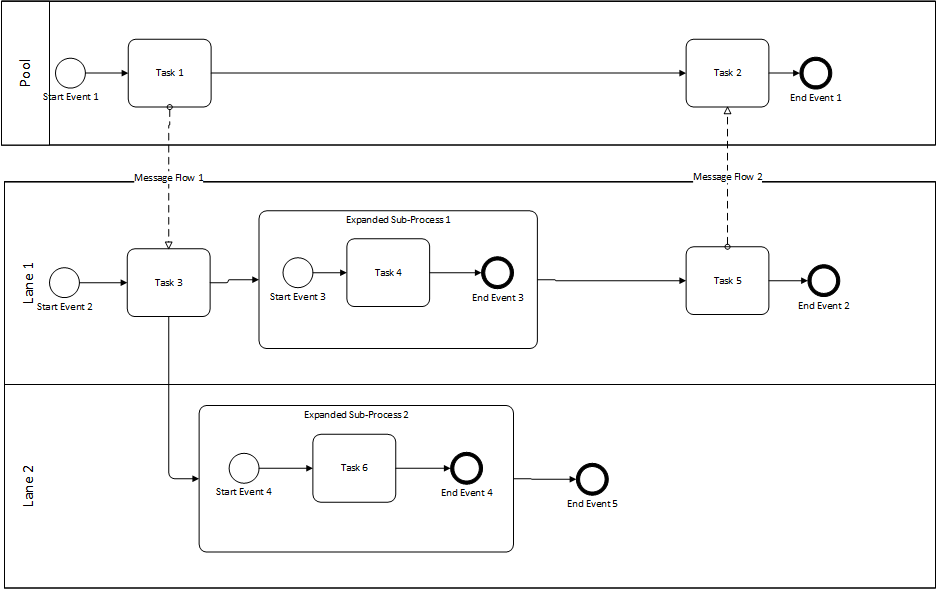 Pool
Start Event 1
Task 1
Task 2
End Event 1
Message Flow 1
Message Flow 2
Lane 1
Start Event 2
Task 3
Expanded Sub-Process 1
Start Event 3
Task 4
End Event 3
Task 5
End Event 2
Lane 2
Expanded Sub-Process 2
Start Event 4
Task 6
End Event 4
End Event 5